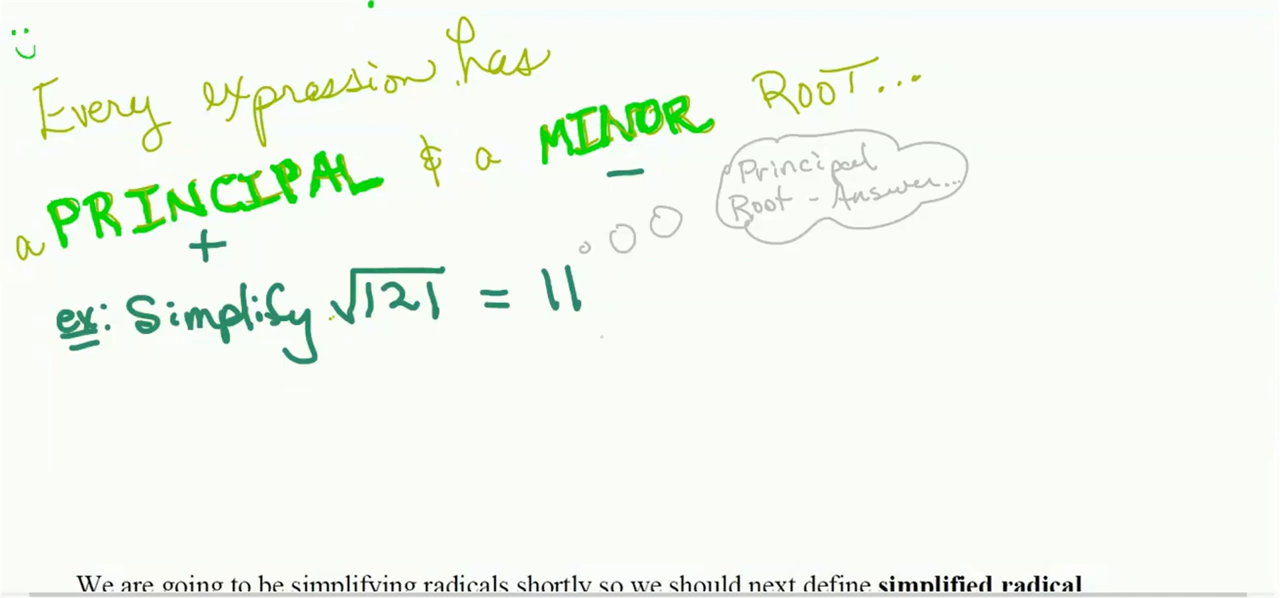 Every expression has
a PRINCIPAL & a MINOR ROOT...
+ −
Principal
Root - Answer...
ex: Simplify √121 = 11
We are going to be simplifying radicals shortly so we should next define simplified radical